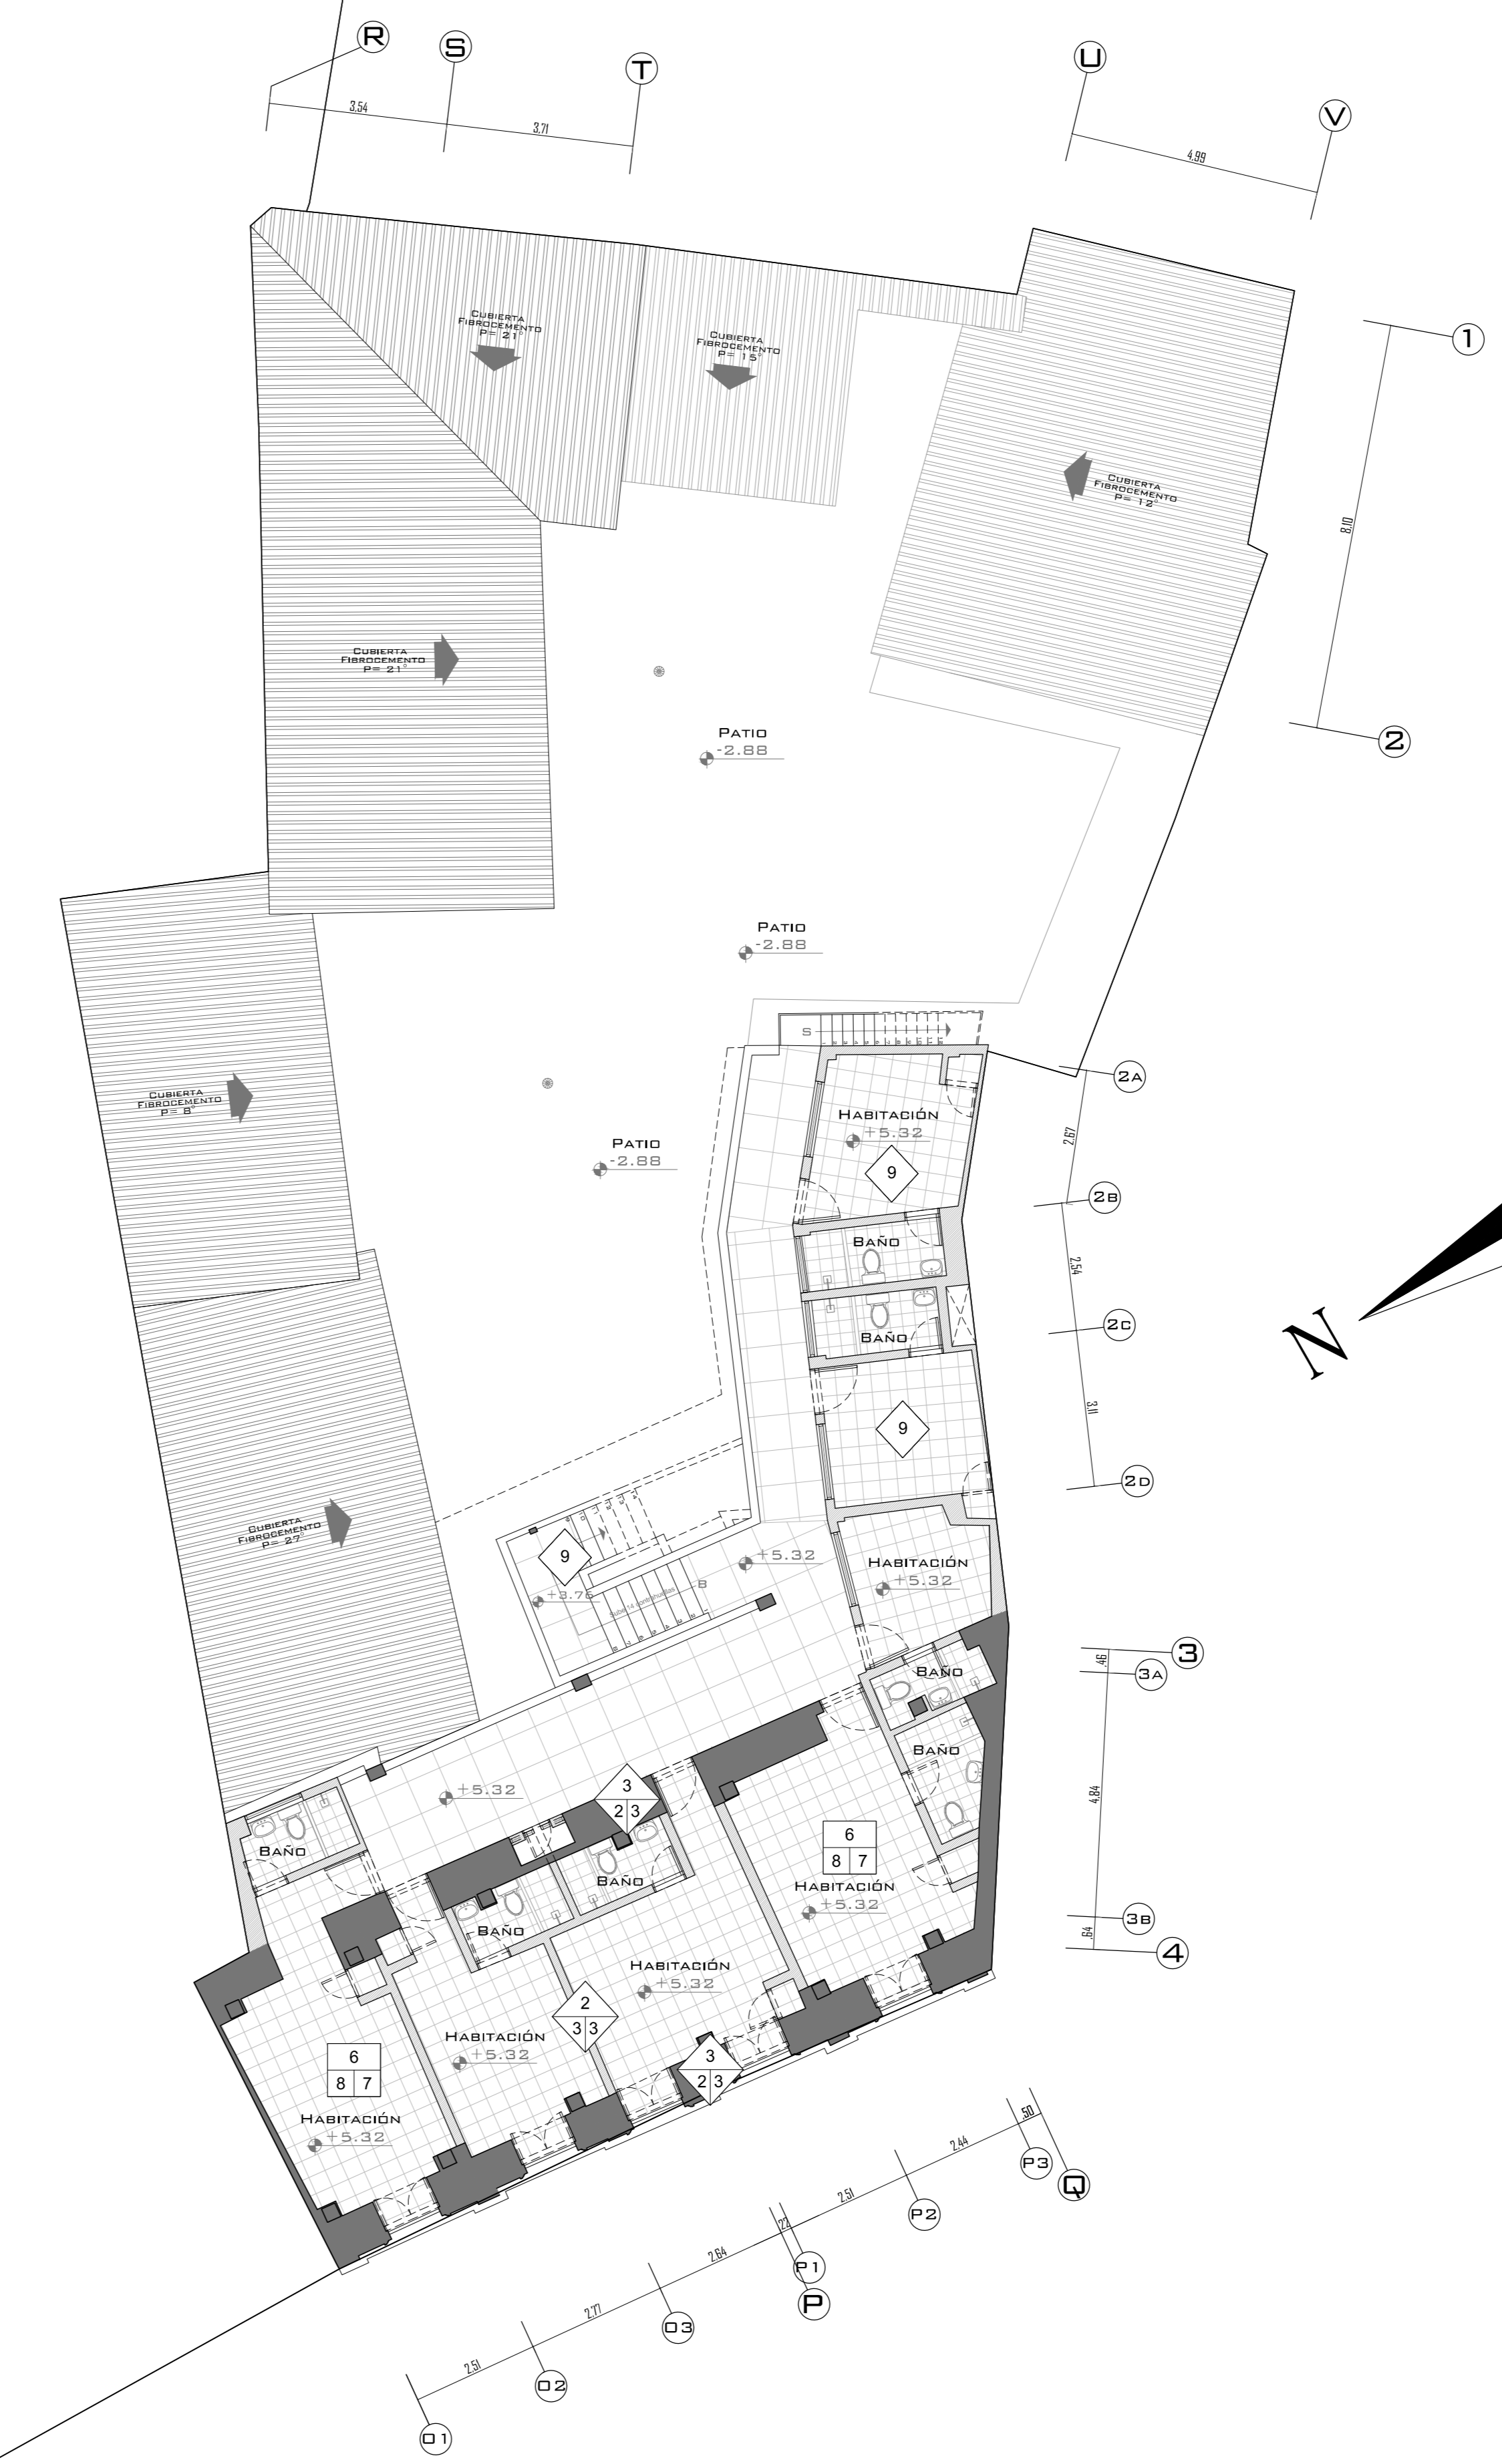 R
S
T
U
V
3.54
3.71
4.99
1
8.10
2
CUBIERTA
FIBROCEMENTO
P= 21°
CUBIERTA
FIBROCEMENTO
P= 15°
CUBIERTA
FIBROCEMENTO
P= 12°
CUBIERTA
FIBROCEMENTO
P= 21°
PATIO
-2.88
PATIO
-2.88
S
CUBIERTA
FIBROCEMENTO
P= 8°
PATIO
-2.88
HABITACIÓN
+5.32
9
2A
2.67
2B
BAÑO
2.54
BAÑO
2C
N
9
3.11
2D
CUBIERTA
FIBROCEMENTO
P= 27°
9
+3.76
Sube 14 contrahuellas
B
+5.32
HABITACIÓN
+5.32
3
.46
3A
BAÑO
BAÑO
4.84
+5.32
3
2 3
6
8 7
HABITACIÓN
+5.32
BAÑO
BAÑO
BAÑO
3B
.64
4
HABITACIÓN
+5.32
2
3 3
HABITACIÓN
+5.32
3
2 3
6
8 7
HABITACIÓN
+5.32
.50
2.44
P3
Q
2.51
P2
.22
P1
P
2.64
O3
2.77
O2
2.51
O1